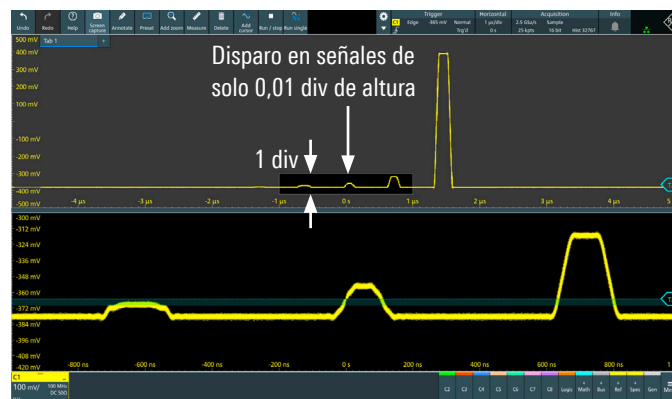 Undo Redo Help Screen capture Annotate Preset Add zoom Measure Delete Add cursor Run / stop Run single
Trigger Horizontal Acquisition Info
C1 Edge -365 mV Normal 1 µs/div 2.5 GSa/s Sample
Trg'd 0 s 25 kpts 16 bit Hist 32767
500 mV Tab 1 +
400 mV
300 mV
200 mV
100 mV
-100 mV
-200 mV
-300 mV
-400 mV
-500 mV
Disparo en señales de
solo 0,01 div de altura
1 div
-4 µs -3 µs -2 µs -1 µs 0 s 1 µs 2 µs 3 µs 4 µs 5
-300 mV
-312 mV
-324 mV
-336 mV
-348 mV
-360 mV
-372 mV
-384 mV
-396 mV
-408 mV
-420 mV
-800 ns -600 ns -400 ns -200 ns 0 s 200 ns 400 ns 600 ns 800 ns 1
C1
100 mV/ 100 MHz
DC 50Ω
C2 C3 C4 C5 C6 C7 C8 Logic Math Bus Ref Spec Gen